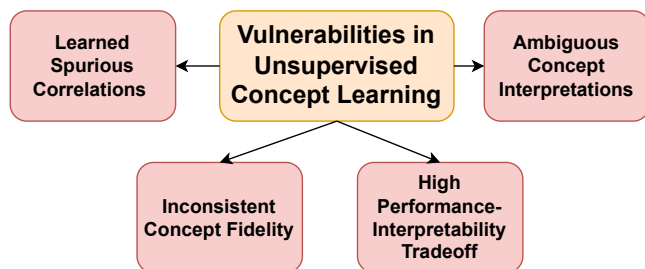 Learned
Spurious
Correlations
Vulnerabilities in
Unsupervised
Concept Learning
Ambiguous
Concept
Interpretations
Inconsistent
Concept Fidelity
High
Performance-
Interpretability
Tradeoff